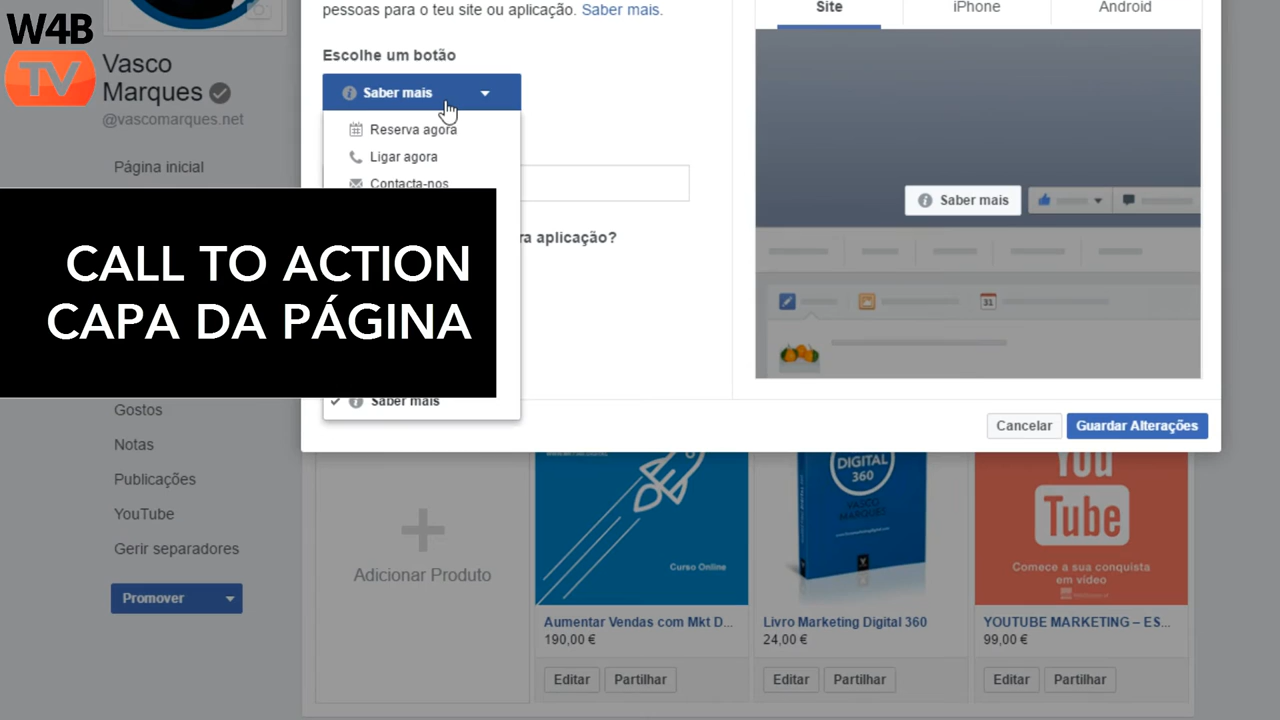 W4B
TV
Vasco
Marques
@vascomarques.net
Página inicial
Gostos
Notas
Publicações
YouTube
Gerir separadores
Promover
pessoas para o teu site ou aplicação. Saber mais.
Escolhe um botão
Saber mais
Reserva agora
Ligar agora
Contacta-nos
ra aplicação?
CALL TO ACTION
CAPA DA PÁGINA
Saber mais
Site
iPhone
Android
Saber mais
31
Cancelar
Guardar Alterações
Adicionar Produto
Curso Online
Aumentar Vendas com Mkt D...
190,00 €
Editar
Partilhar
DIGITAL
360
VASCO
MARQUES
Livro Marketing Digital 360
24,00 €
Editar
Partilhar
You
Tube
Comece a sua conquista
em vídeo
YOUTUBE MARKETING – ES...
99,00 €
Editar
Partilhar